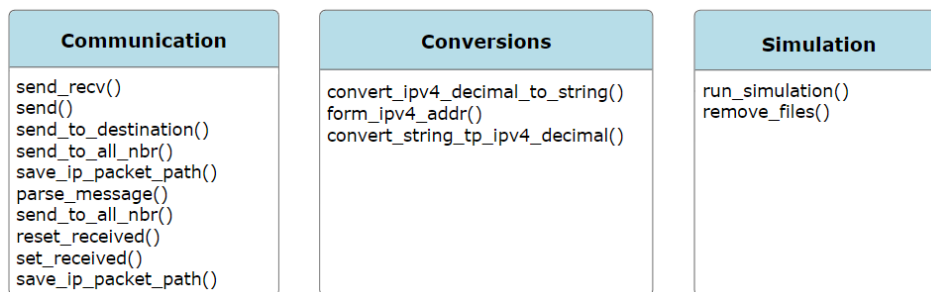 Communication
send_recv()
send()
send_to_destination()
send_to_all_nbr()
save_ip_packet_path()
parse_message()
send_to_all_nbr()
reset_received()
set_received()
save_ip_packet_path()
Conversions
convert_ipv4_decimal_to_string()
form_ipv4_addr()
convert_string_tp_ipv4_decimal()
Simulation
run_simulation()
remove_files()